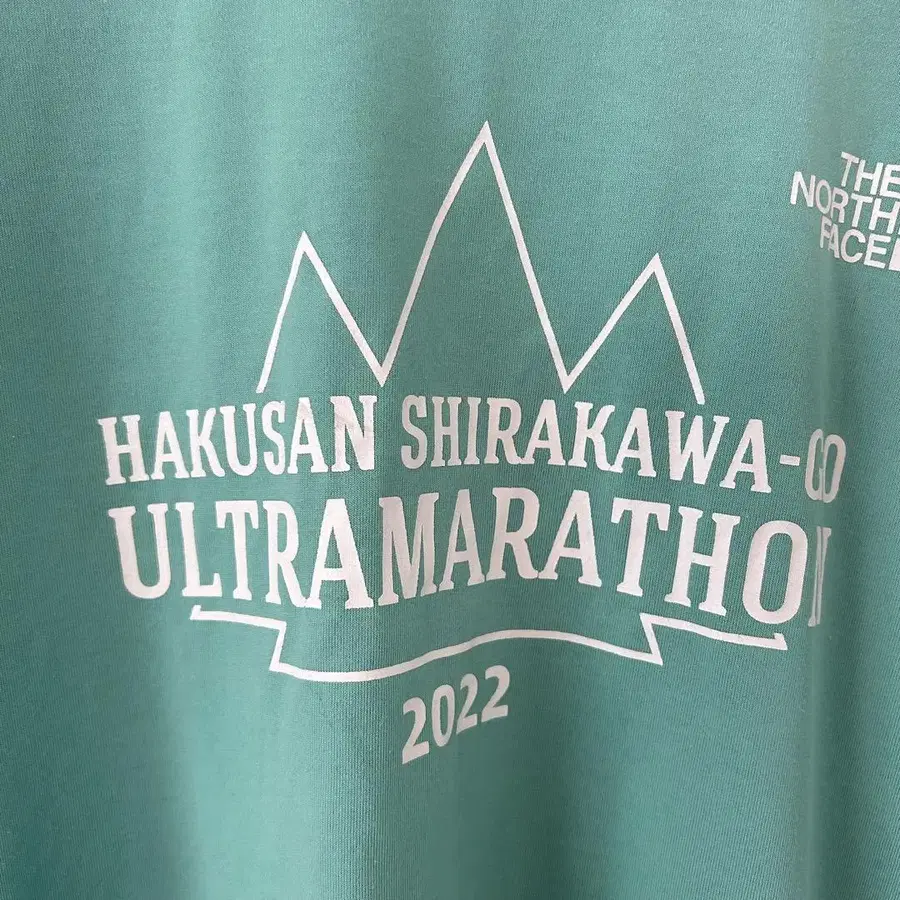 THE
NORTH
FACE
HAKUSAN SHIRAKAWA-GO
ULTRAMARATHON
2022